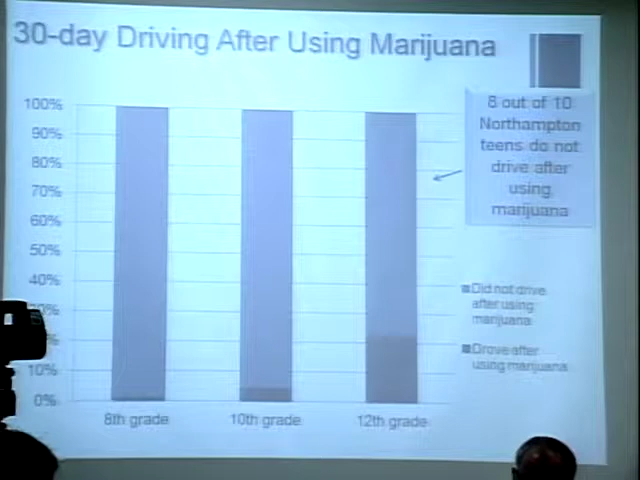 30-day Driving After Using Marijuana
8 out of 10
Northampton
teens do not
drive after
using
marijuana
100%
90%
80%
70%
60%
50%
40%
10%
0%
8th grade
10th grade
12th grade
Did not drive
after using
marijuana
Drove after
using marijuana